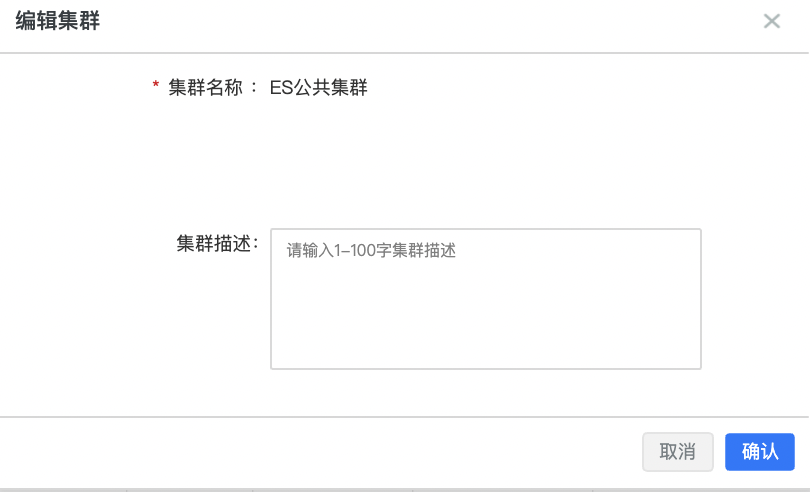 编辑集群
* 集群名称 ： ES公共集群
集群描述：
请输入1-100字集群描述
取消
确认